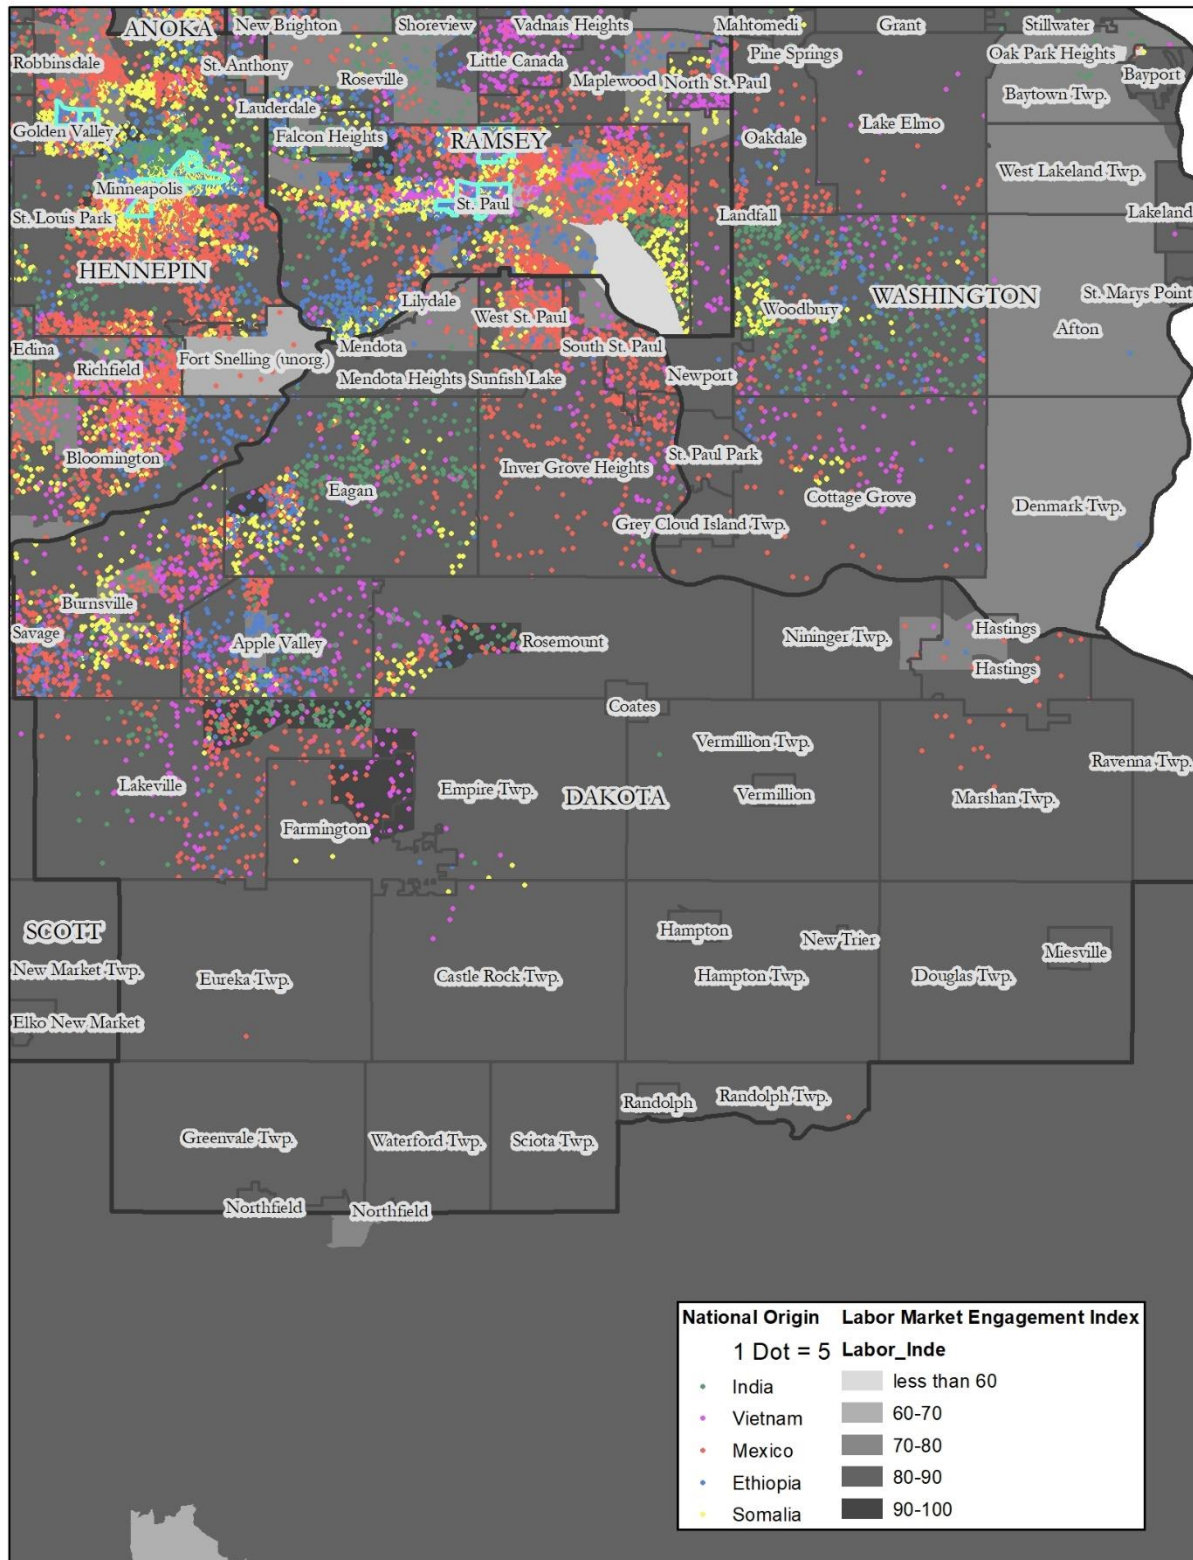 ANOKA
New Brighton
Shoreview
Vadnais Heights
Mahtomedi
Grant
Stillwater
Robbinsdale
St. Anthony
Roseville
Little Canada
Maplewood
North St. Paul
Pine Springs
Oak Park Heights
Bayport
Baytown Twp.
Lauderdale
Golden Valley
Falcon Heights
RAMSEY
Oakdale
Lake Elmo
West Lakeland Twp.
Minneapolis
St. Paul
St. Louis Park
Landfall
Lakeland
HENNEPIN
Lilydale
West St. Paul
Woodbury
WASHINGTON
St. Marys Point
Afton
Edina
Richfield
Fort Snelling (unorg.)
Mendota
South St. Paul
Mendota Heights
Sunfish Lake
Newport
Bloomington
Eagan
Inver Grove Heights
St. Paul Park
Cottage Grove
Grey Cloud Island Twp.
Denmark Twp.
Burnsville
Savage
Apple Valley
Rosemount
Nininger Twp.
Hastings
Hastings
Coates
Vermillion Twp.
Ravenna Twp.
Lakeville
Empire Twp.
DAKOTA
Vermillion
Marshan Twp.
Farmington
SCOTT
Hampton
New Trier
Miesville
New Market Twp.
Eureka Twp.
Castle Rock Twp.
Hampton Twp.
Douglas Twp.
Elko New Market
Randolph
Randolph Twp.
Greenvale Twp.
Waterford Twp.
Sciota Twp.
Northfield
Northfield
National Origin
1 Dot = 5
India
Vietnam
Mexico
Ethiopia
Somalia
Labor Market Engagement Index
Labor_Inde
less than 60
60-70
70-80
80-90
90-100